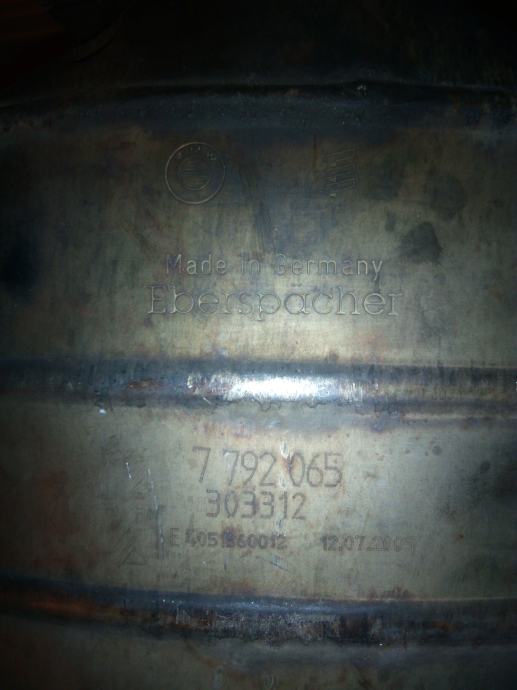 Made in Germany
Eberspächer
7 792 065
303312
12.07.2005